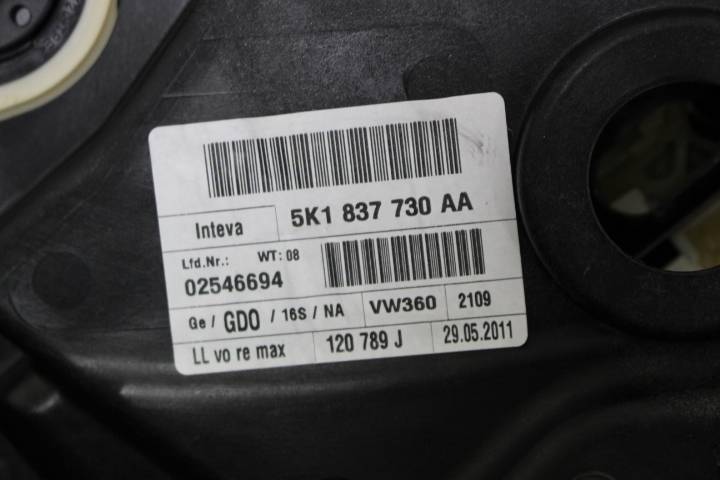 Inteva
5K1 837 730 AA
Lfd.Nr.: WT: 08
02546694
Ge / GDO / 16S / NA VW360 2109
LL vo re max 120 789 J 29.05.2011